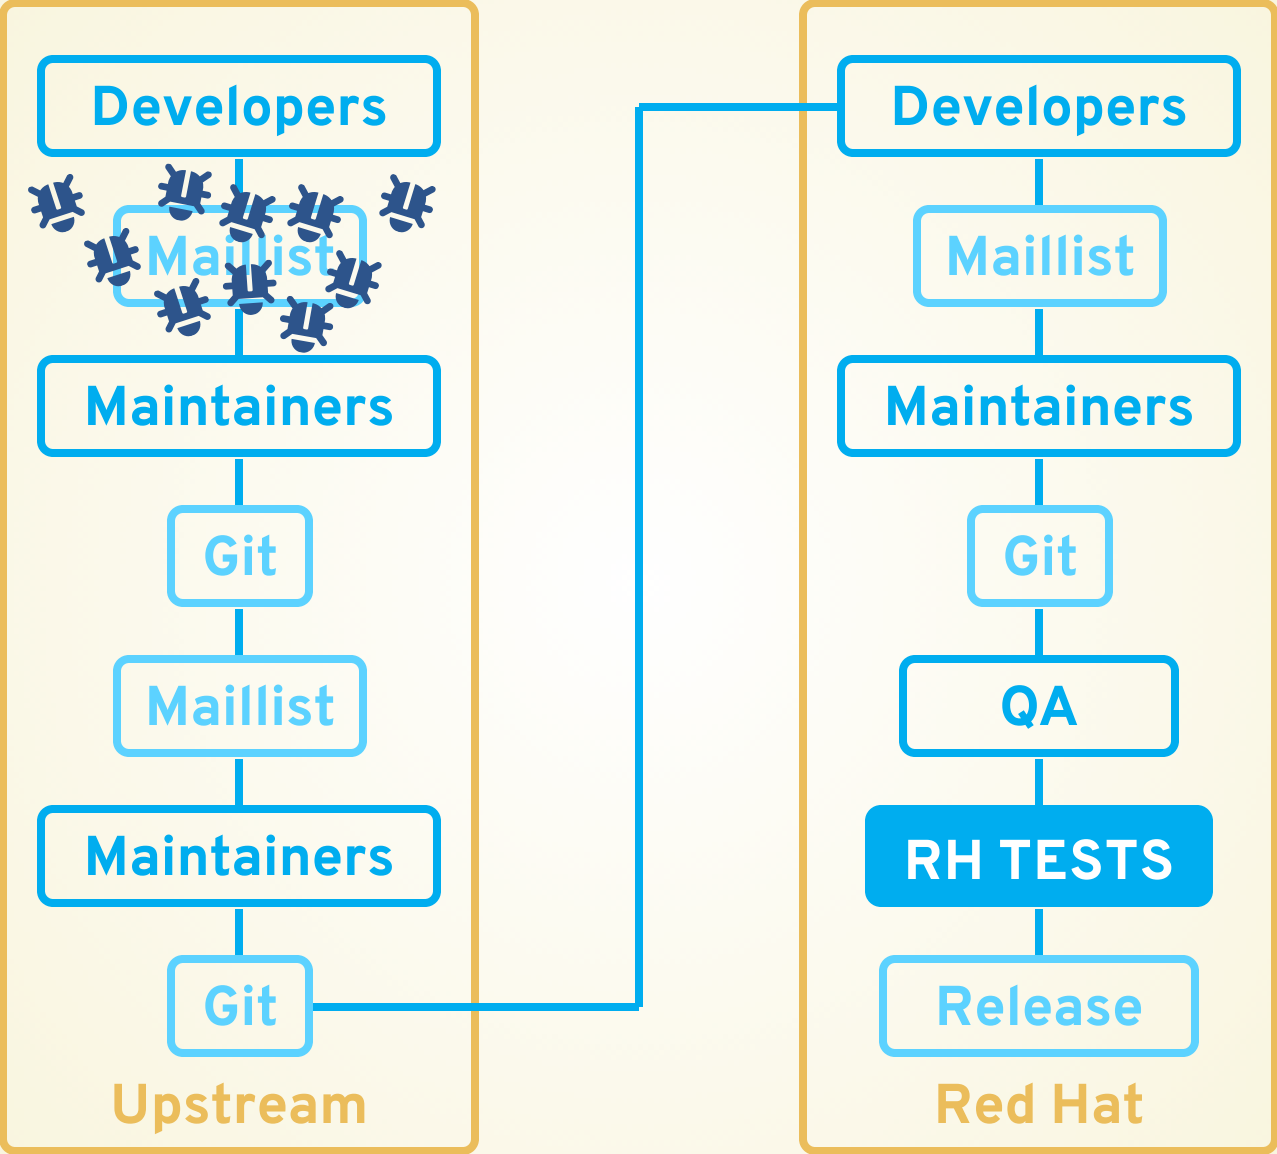 Developers
Maillist
Maintainers
Git
Maillist
Maintainers
Git
Upstream
Developers
Maillist
Maintainers
Git
QA
RH TESTS
Release
Red Hat